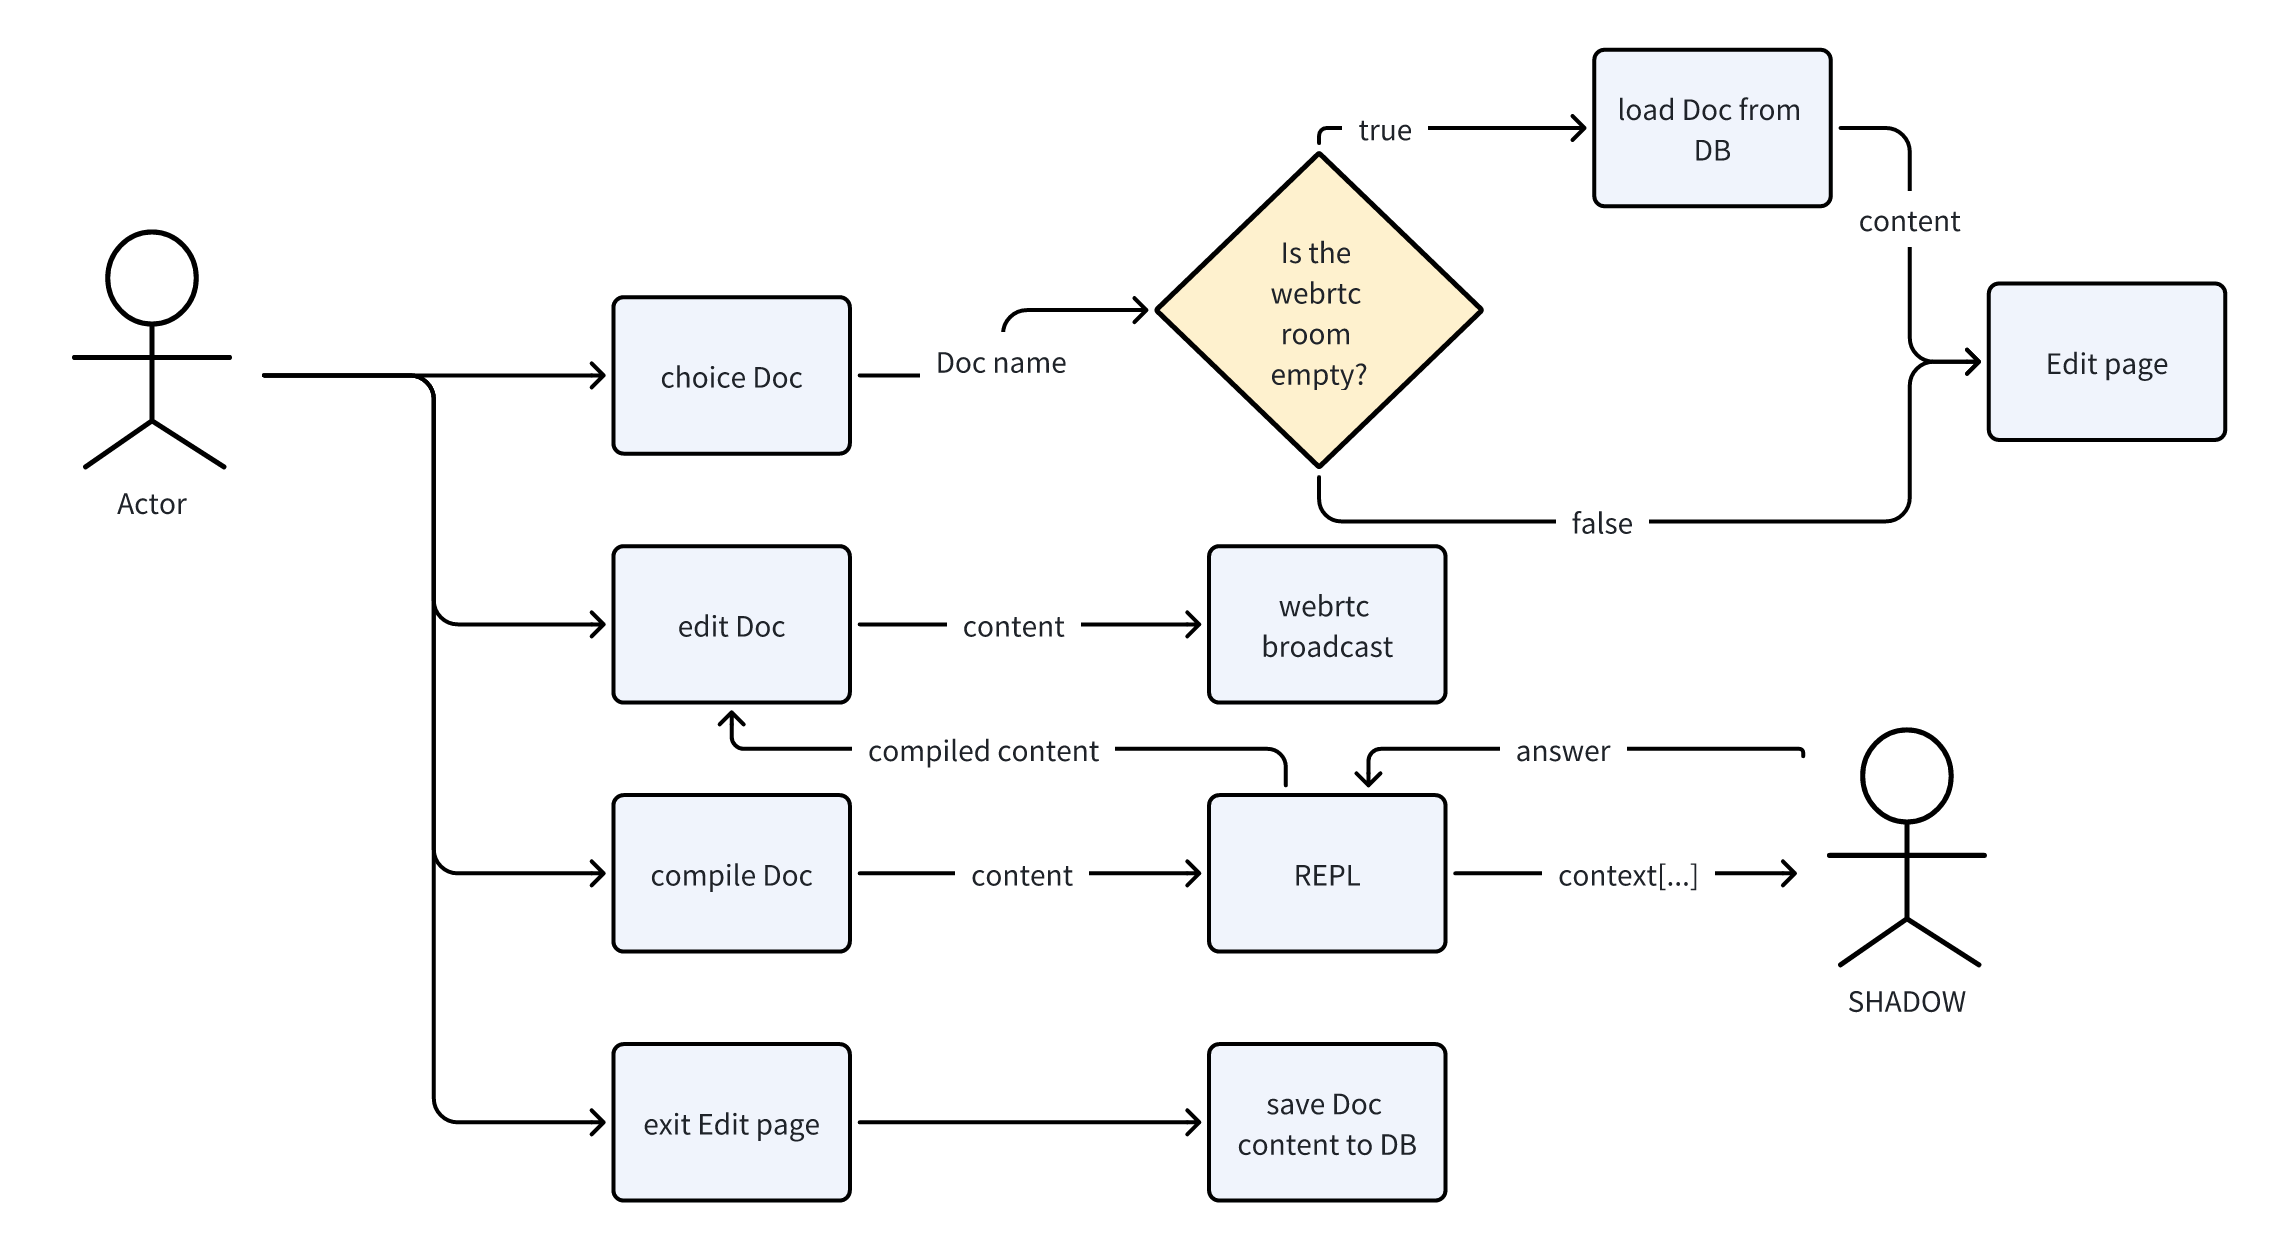 load Doc from
DB
true
content
Is the
webrtc
room
empty?
Doc name
choice Doc
Edit page
Actor
false
edit Doc
content
webrtc
broadcast
compiled content
answer
compile Doc
content
REPL
context[...]
SHADOW
exit Edit page
save Doc
content to DB